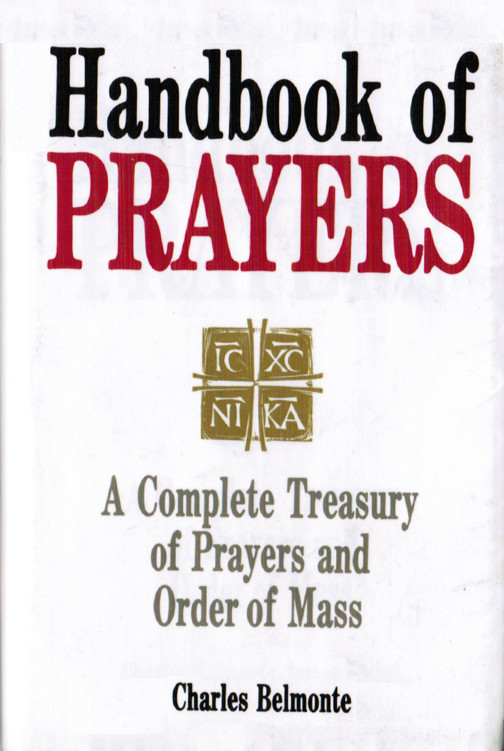 Handbook of
PRAYERS
IC XC
NI KA
A Complete Treasury
of Prayers and
Order of Mass
Charles Belmonte